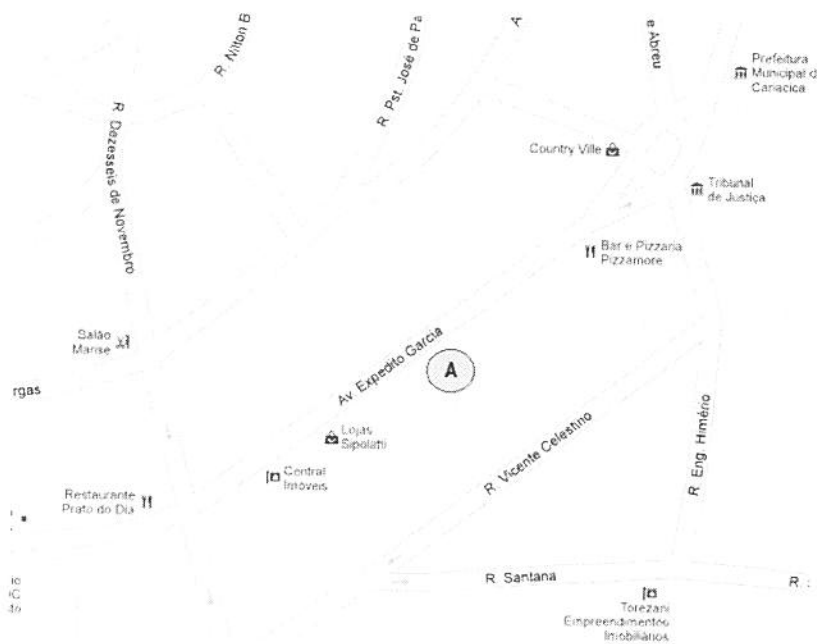 R. Nilton B
R. Pst. José de Pa
A
e Abreu
Prefeitura
Municipal d
Cariacica
R. Dezesseis de Novembro
Country Ville
Tribunal
de Justiça
Bar e Pizzaria
Pizzamore
Salão
Marise
Av. Expedito Garcia
A
rgas
Lojas
Sipolatti
Central
Imóveis
R. Vicente Celestino
R. Eng. Himério
Restaurante
Prato do Dia
R. Santana
R.
Torezani
Empreendimentos
Imobiliários